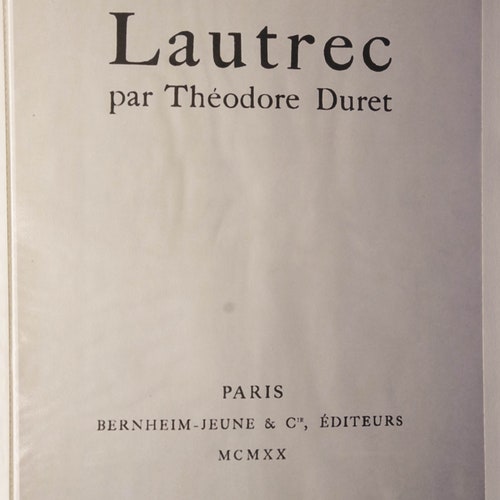 Lautrec
par Théodore Duret
PARIS
BERNHEIM-JEUNE & Cⁱᵉ, ÉDITEURS
MCMXX